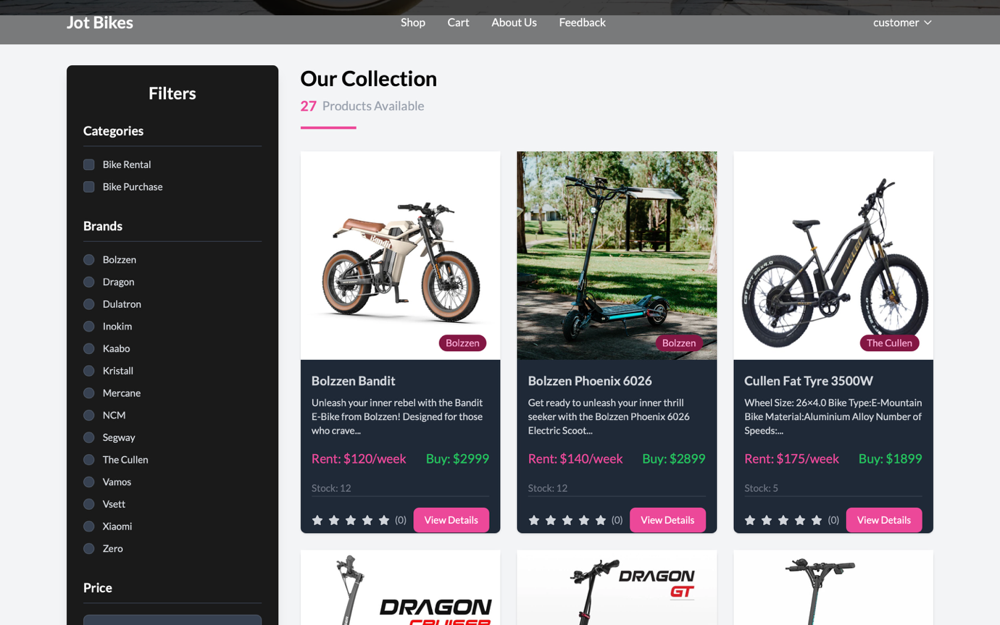 Jot Bikes
Shop
Cart
About Us
Feedback
customer
Filters
Categories
Bike Rental
Bike Purchase
Brands
Bolzzen
Dragon
Dulatron
Inokim
Kaabo
Kristall
Mercane
NCM
Segway
The Cullen
Vamos
Vsett
Xiaomi
Zero
Price
Our Collection
27 Products Available
Bandit
Bolzzen
Bolzzen Bandit
Unleash your inner rebel with the Bandit
E-Bike from Bolzzen! Designed for those
who crave...
Rent: $120/week Buy: $2999
Stock: 12
(0) View Details
Bolzzen
Bolzzen Phoenix 6026
Get ready to unleash your inner thrill
seeker with the Bolzzen Phoenix 6026
Electric Scoot...
Rent: $140/week Buy: $2899
Stock: 12
(0) View Details
CULLEN
The Cullen
Cullen Fat Tyre 3500W
Wheel Size: 26×4.0 Bike Type:E-Mountain
Bike Material:Aluminium Alloy Number of
Speeds:...
Rent: $175/week Buy: $1899
Stock: 5
(0) View Details
DRAGON
CRUISER
DRAGON
GT